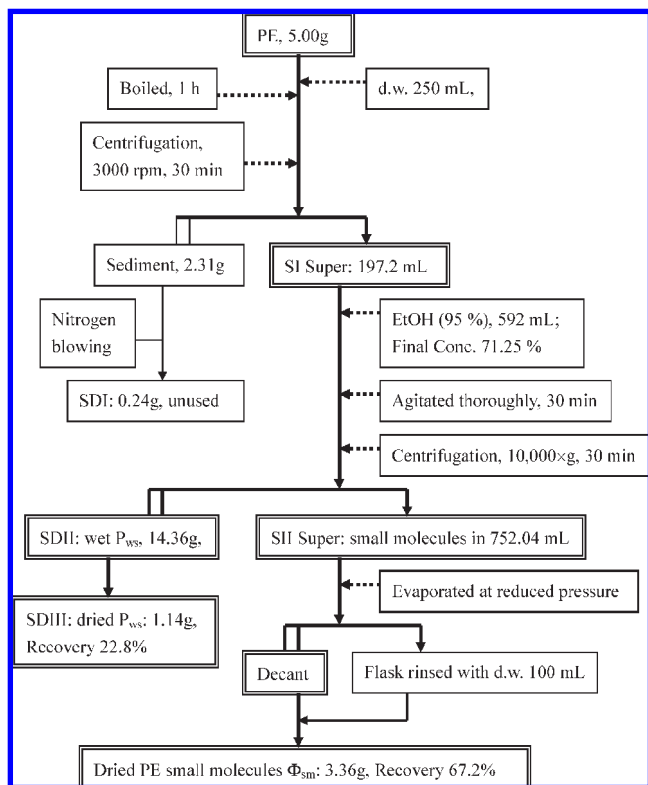 PE, 5.00g
Boiled, 1 h
d.w. 250 mL,
Centrifugation,
3000 rpm, 30 min
Sediment, 2.31g
SI Super: 197.2 mL
Nitrogen
blowing
EtOH (95 %), 592 mL;
Final Conc. 71.25 %
SDI: 0.24g, unused
Agitated thoroughly, 30 min
Centrifugation, 10,000×g, 30 min
SDII: wet Pws, 14.36g,
SII Super: small molecules in 752.04 mL
Evaporated at reduced pressure
SDIII: dried Pws: 1.14g,
Recovery 22.8%
Decant
Flask rinsed with d.w. 100 mL
Dried PE small molecules Φsm: 3.36g, Recovery 67.2%